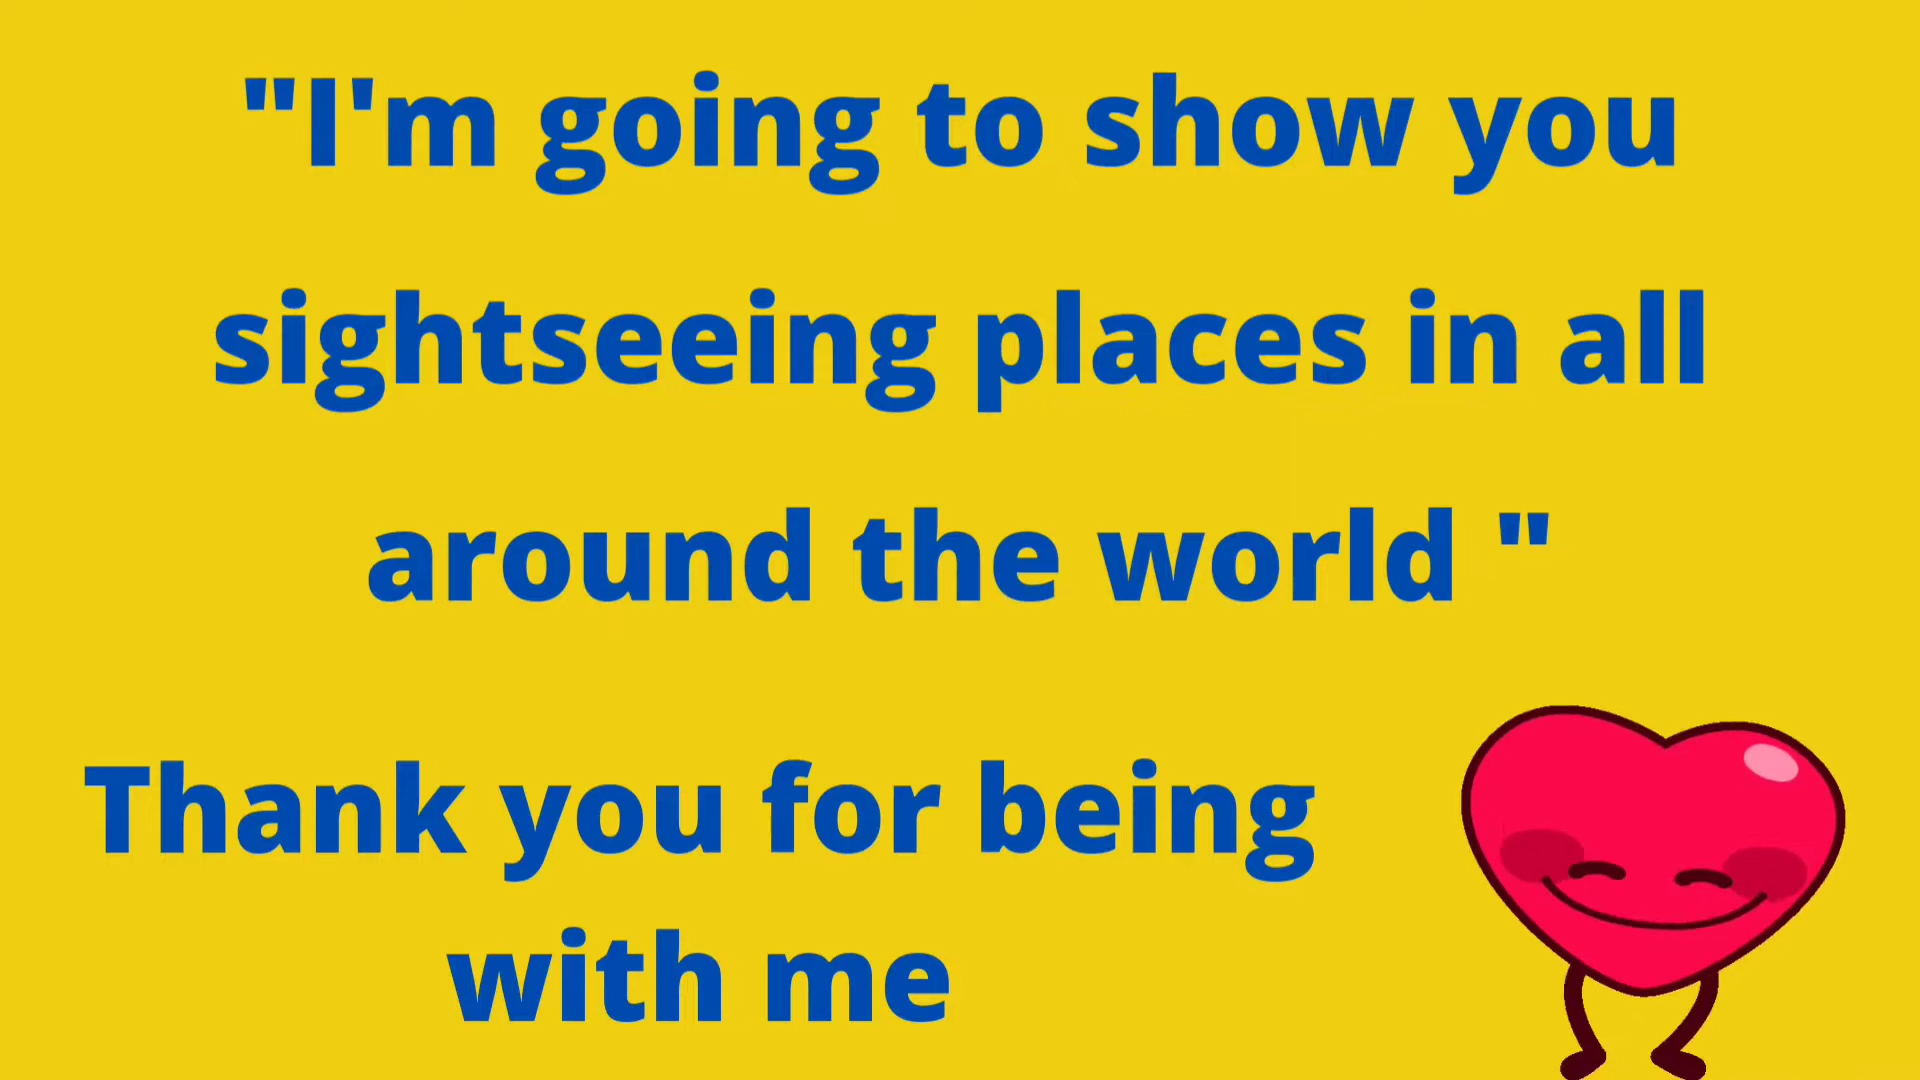 "I'm going to show you
sightseeing places in all
around the world "
Thank you for being
with me